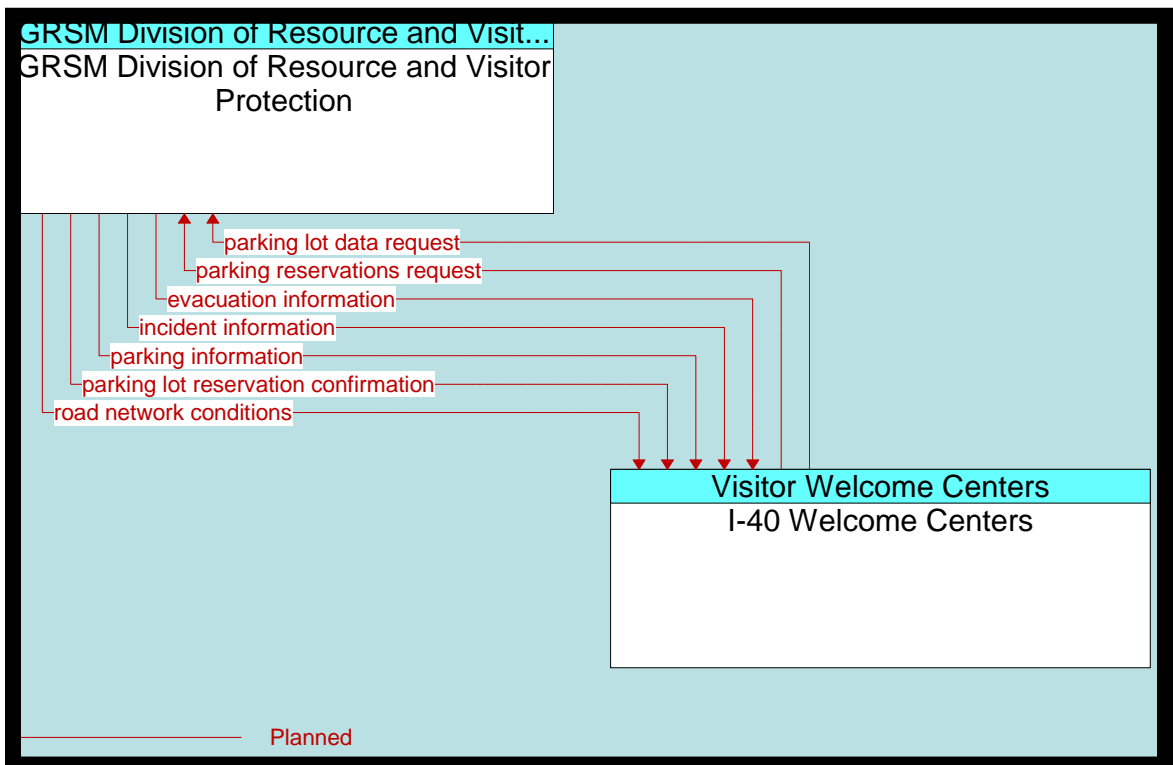 GRSM Division of Resource and Visit...
GRSM Division of Resource and Visitor
Protection
parking lot data request
parking reservations request
evacuation information
incident information
parking information
parking lot reservation confirmation
road network conditions
Visitor Welcome Centers
I-40 Welcome Centers
Planned